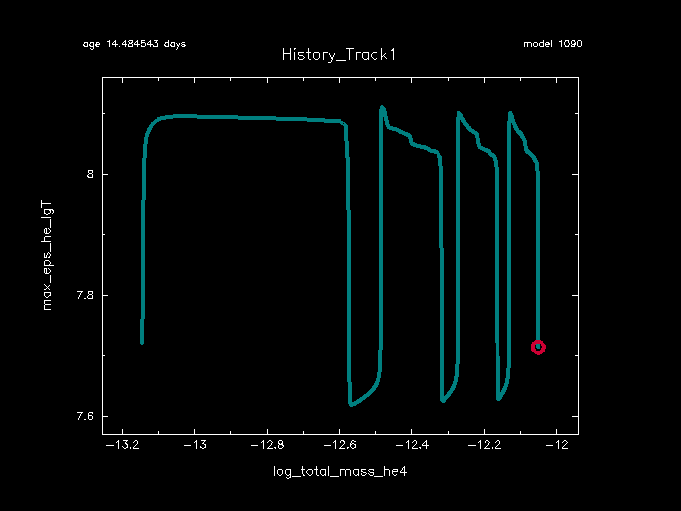 age 14.484543 days
model 1090
History_Track1
max_eps_he_lgT
8
7.8
7.6
−13.2
−13
−12.8
−12.6
−12.4
−12.2
−12
log_total_mass_he4